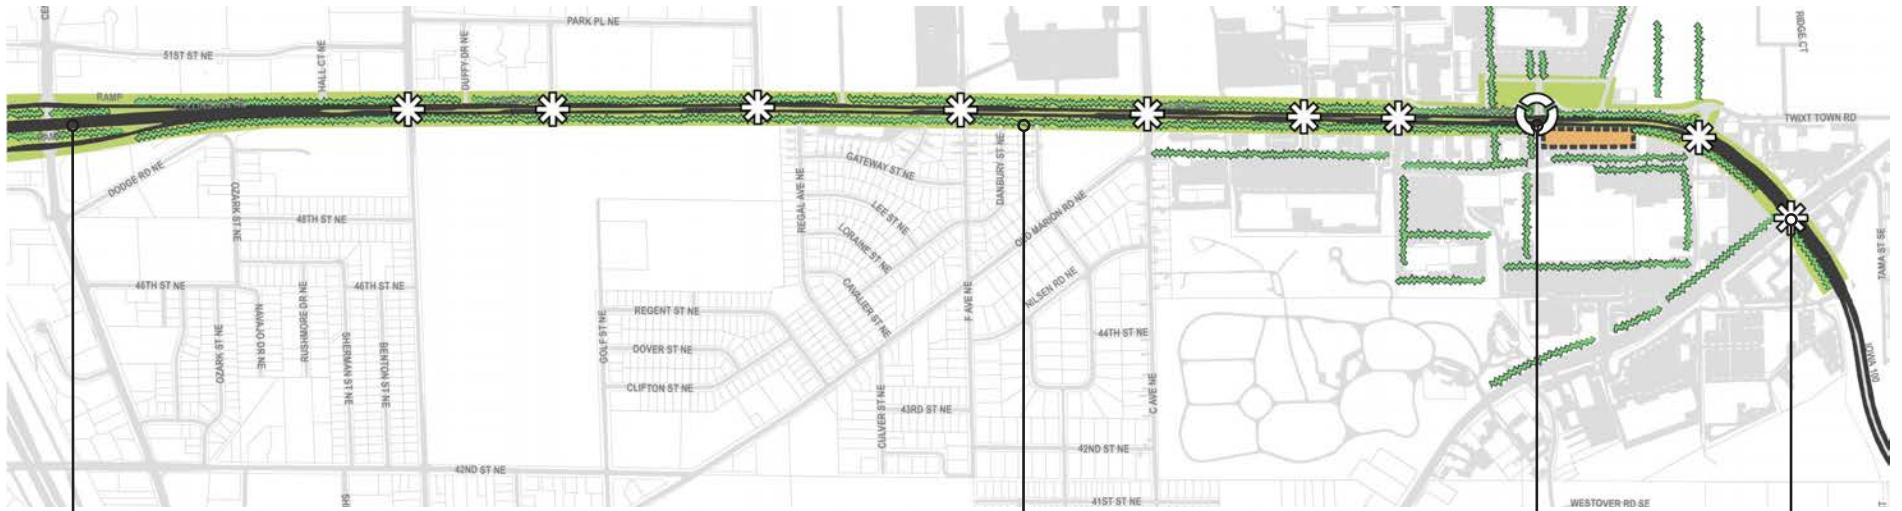 PARK PL NE
51ST ST NE
HALL CT NE
DUFFY DR NE
RIDGE CT
RAMP
TWIXT TOWN RD
DODGE RD NE
OZARK ST NE
48TH ST NE
REGAL AVE NE
GATEWAY ST NE
LEE ST NE
LORAINE ST NE
CAVALIER ST NE
DANBURY ST NE
OLD MARION RD NE
NILSEN RD NE
F AVE NE
TAMA ST SE
46TH ST NE
46TH ST NE
NAVAJO DR NE
RUSHMORE DR NE
OZARK ST NE
SHERMAN ST NE
BENTON ST NE
GOLF ST NE
REGENT ST NE
DOVER ST NE
CLIFTON ST NE
44TH ST NE
C AVE NE
IOWA 100
CULVER ST NE
43RD ST NE
42ND ST NE
42ND ST NE
41ST ST NE
WESTOVER RD SE